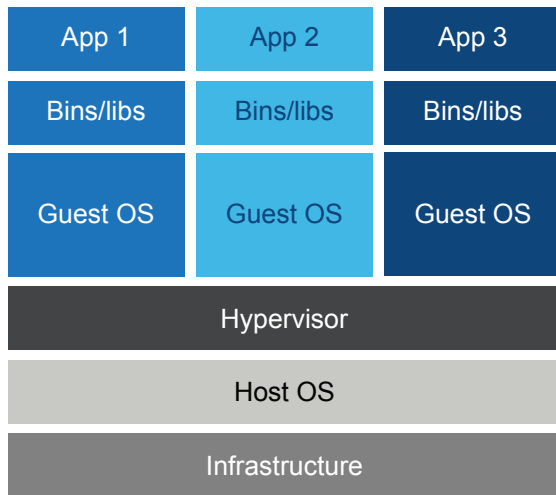 App 1 App 2 App 3
Bins/libs Bins/libs Bins/libs
Guest OS Guest OS Guest OS
Hypervisor
Host OS
Infrastructure